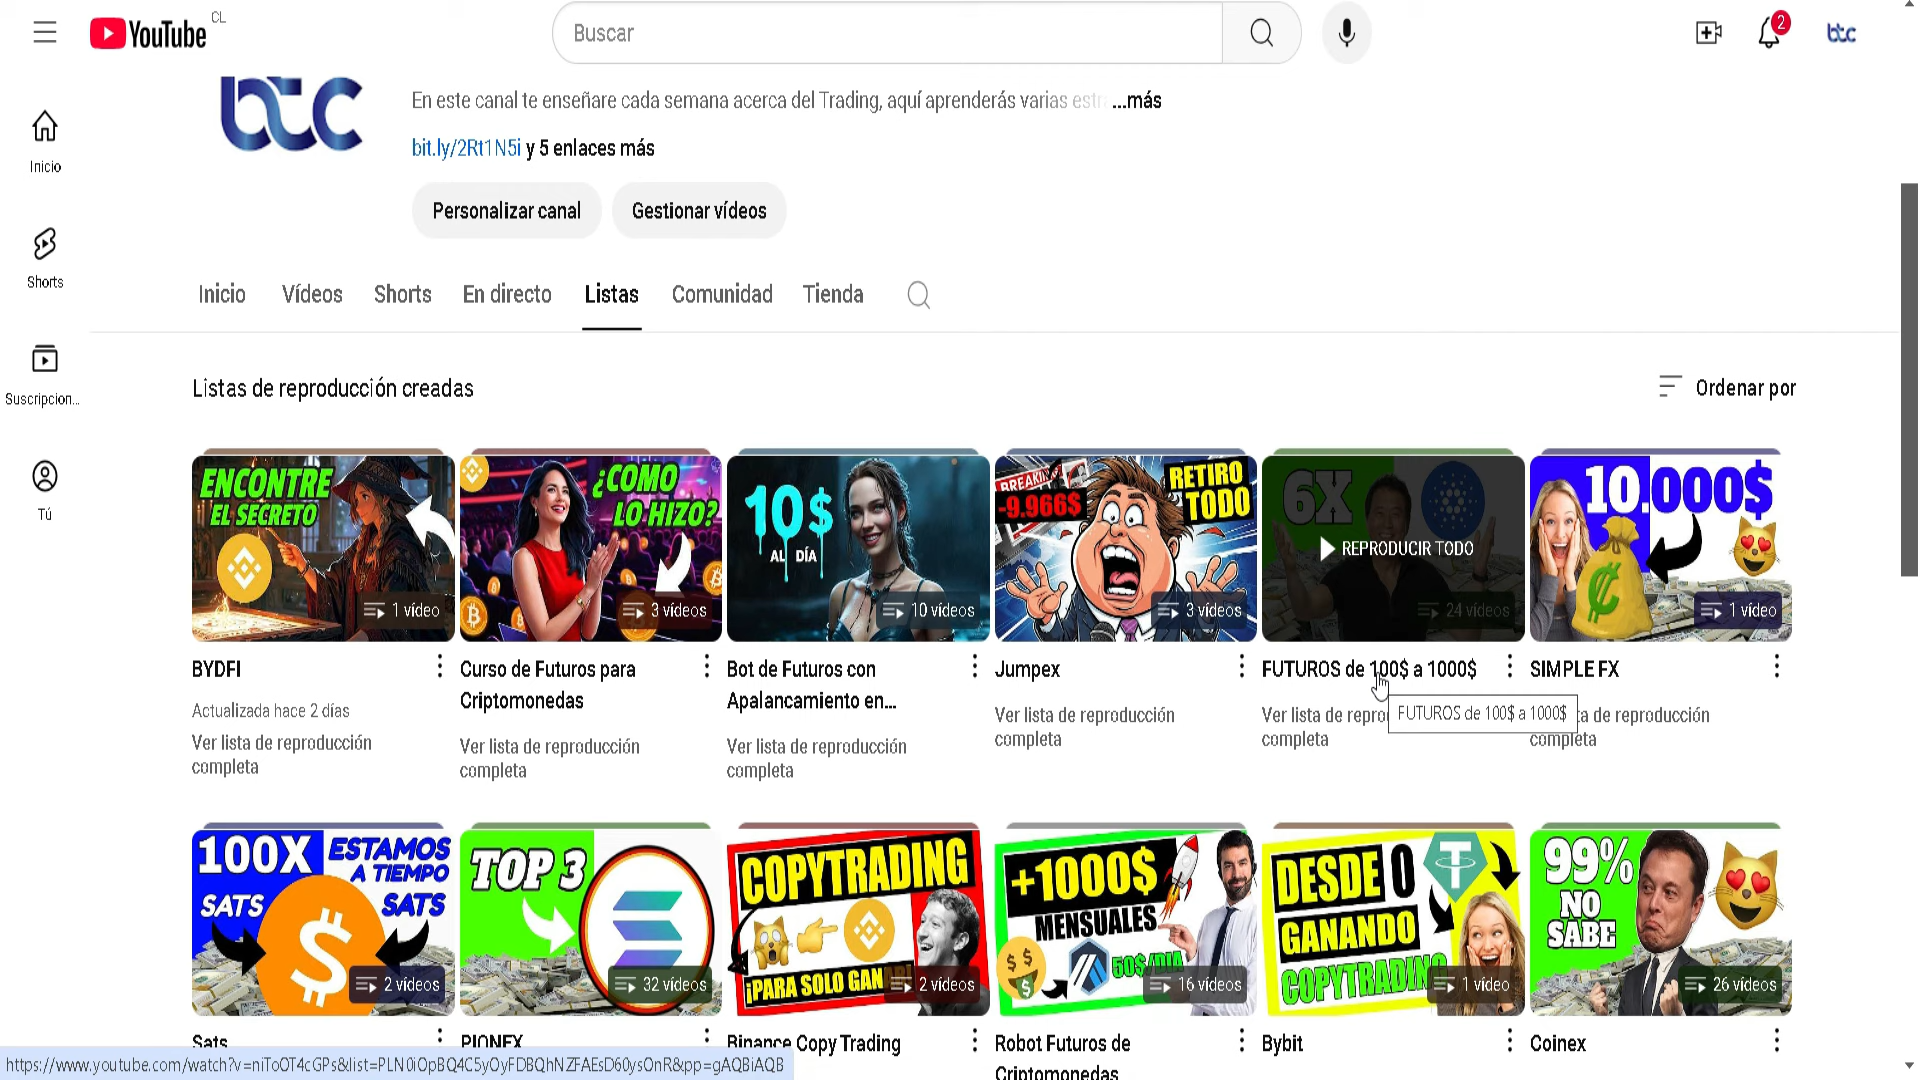 YouTube CL
Buscar
2
btc
btc
En este canal te enseñare cada semana acerca del Trading, aquí aprenderás varias estr ...más
bit.ly/2Rt1N5i y 5 enlaces más
Personalizar canal
Gestionar vídeos
Inicio
Shorts
Suscripcion...
Tú
Inicio Vídeos Shorts En directo Listas Comunidad Tienda
Listas de reproducción creadas
Ordenar por
ENCONTRE
EL SECRETO
1 vídeo
BYDFI
Actualizada hace 2 días
Ver lista de reproducción
completa
¿COMO
LO HIZO?
3 vídeos
Curso de Futuros para
Criptomonedas
Ver lista de reproducción
completa
10$
AL DÍA
10 vídeos
Bot de Futuros con
Apalancamiento en...
Ver lista de reproducción
completa
BREAKIN
-9.966$
RETIRO
TODO
3 vídeos
Jumpex
Ver lista de reproducción
completa
6X
REPRODUCIR TODO
24 vídeos
FUTUROS de 100$ a 1000$
Ver lista de repro
completa
FUTUROS de 100$ a 1000$
10.000$
1 vídeo
SIMPLE FX
ta de reproducción
completa
100X
ESTAMOS
A TIEMPO
SATS
SATS
2 vídeos
Sats
TOP 3
32 vídeos
PIONEX
COPYTRADING
¡PARA SOLO GAN
2 vídeos
Binance Copy Trading
+1000$
MENSUALES
50$/DIA
16 vídeos
Robot Futuros de
Criptomonedas
DESDE 0
GANANDO
COPYTRADING
1 vídeo
Bybit
99%
NO
SABE
26 vídeos
Coinex
https://www.youtube.com/watch?v=niToOT4cGPs&list=PLN0iOpBQ4C5yOyFDBQhNZFAEsD60ysOnR&pp=gAQBiAQB